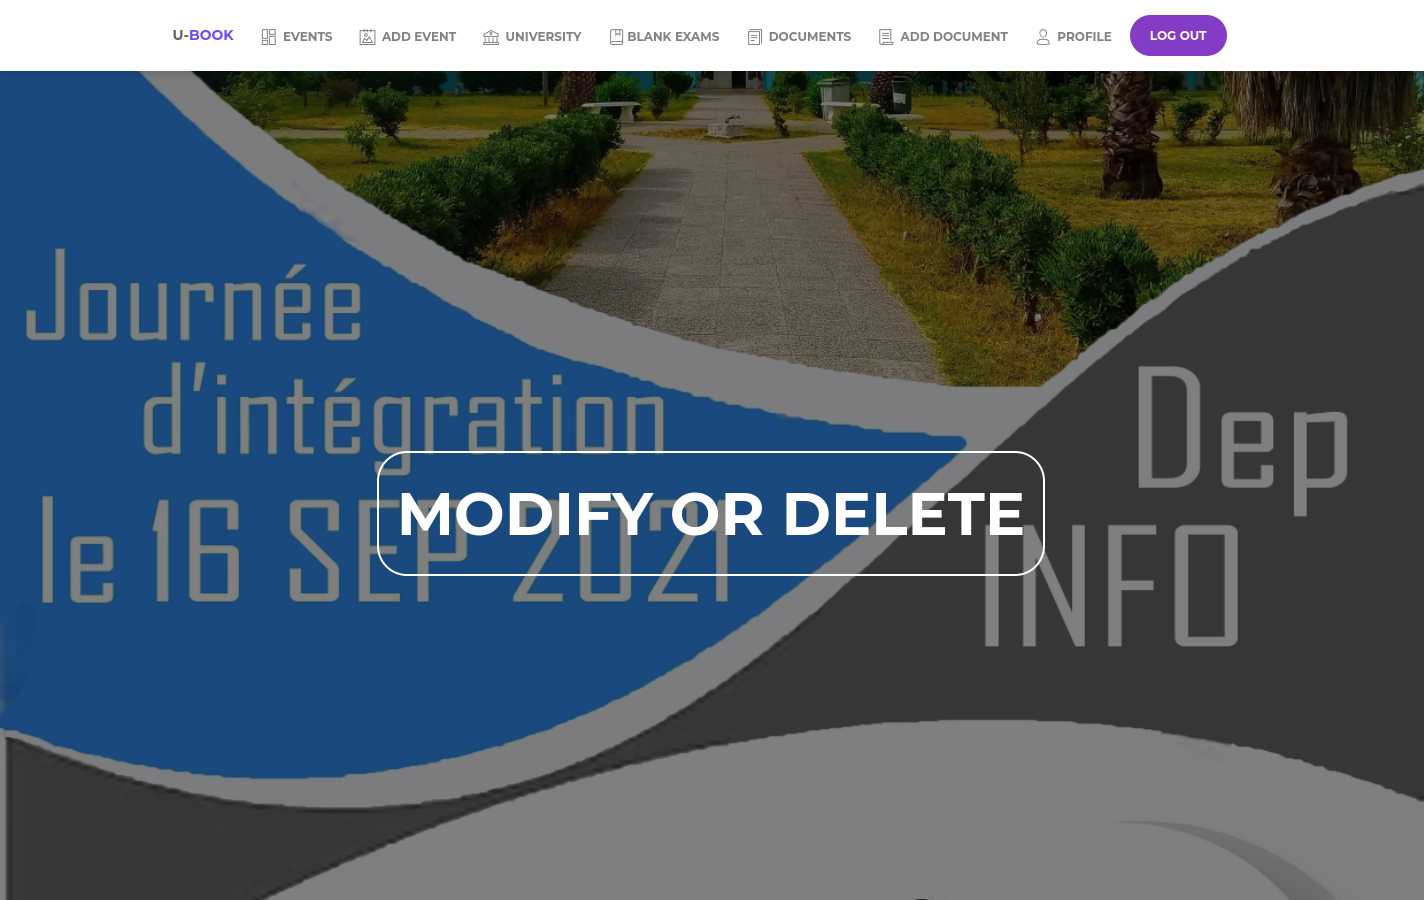 U-BOOK EVENTS ADD EVENT UNIVERSITY BLANK EXAMS DOCUMENTS ADD DOCUMENT PROFILE LOG OUT
Journée
d'intégration
le 16 SEP 2021
Dep
INFO
MODIFY OR DELETE